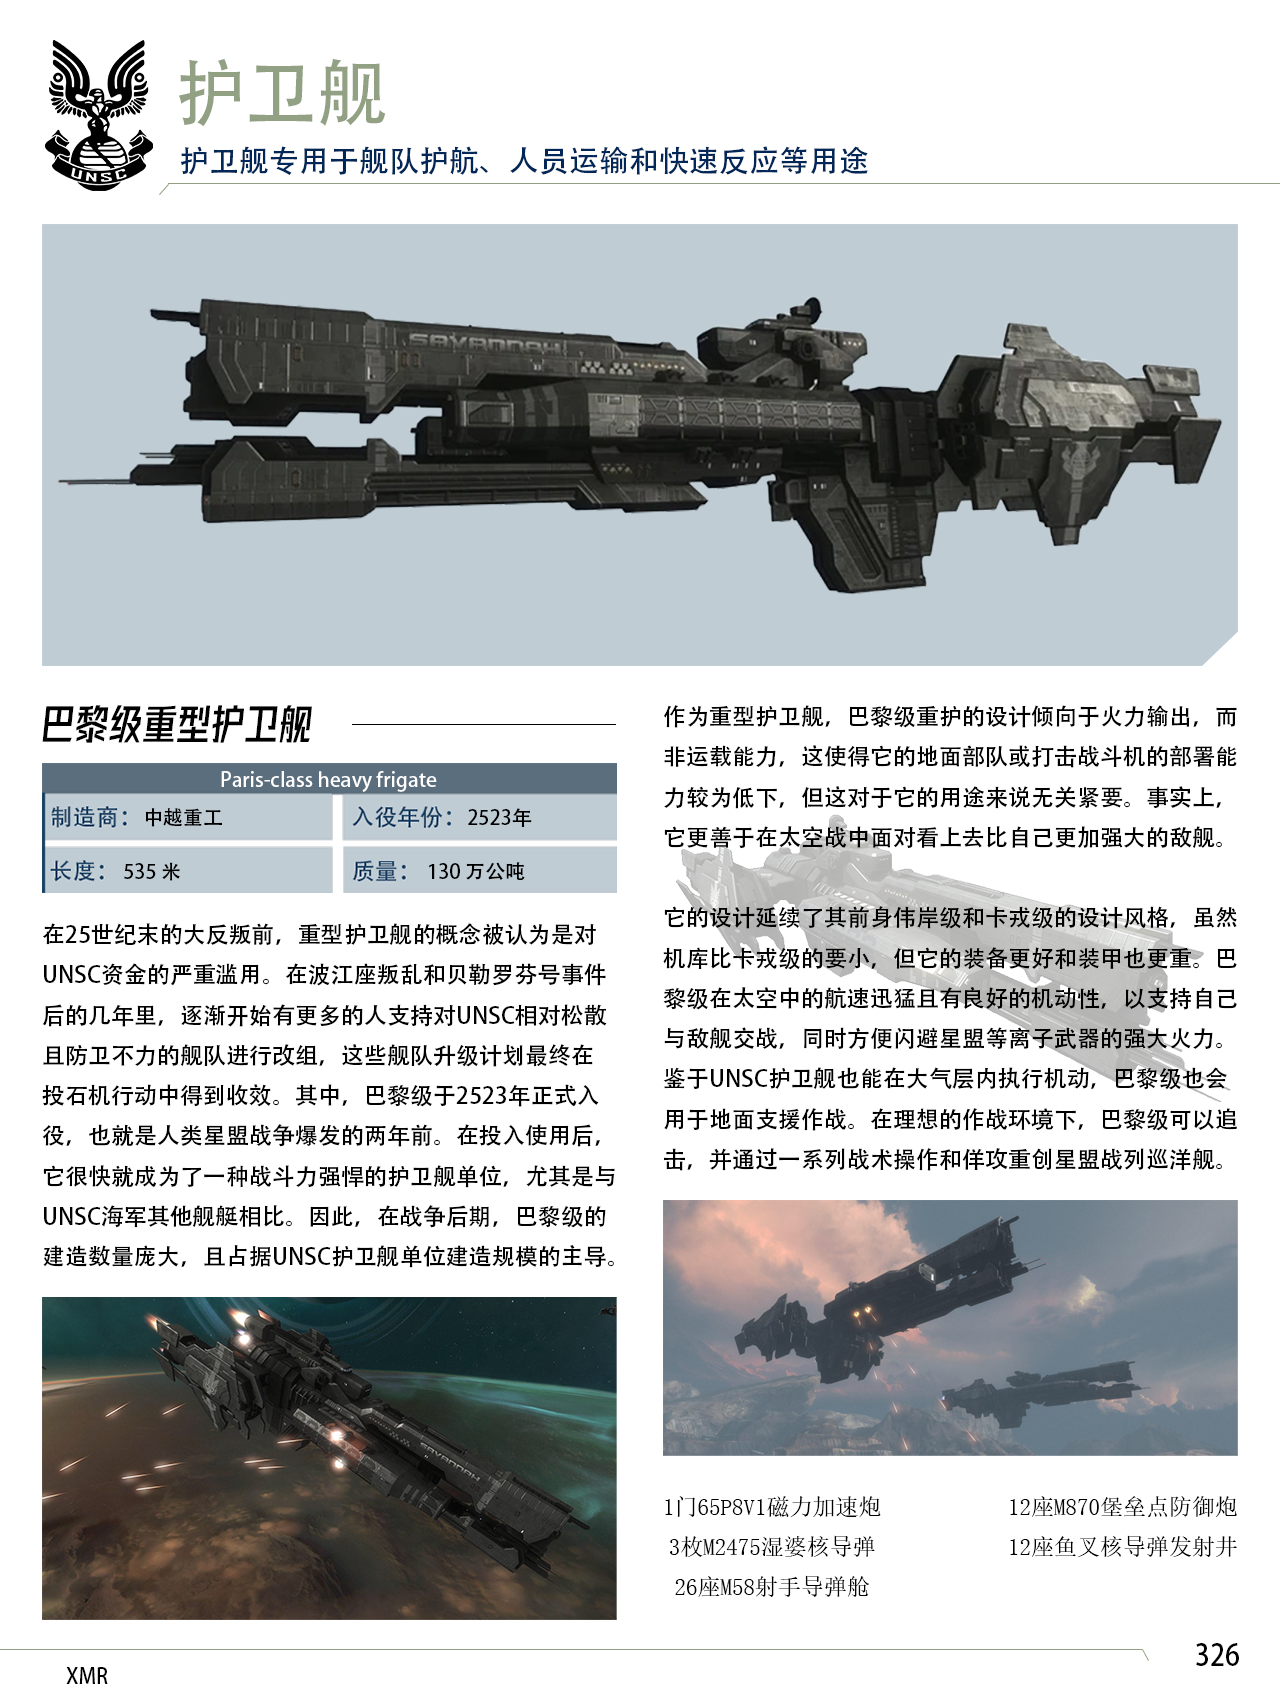 护卫舰
护卫舰专用于舰队护航、人员运输和快速反应等用途
UNSC
SAVANNAH
巴黎级重型护卫舰
Paris-class heavy frigate
制造商：中越重工
入役年份：2523年
长度：535 米
质量：130 万公吨
在25世纪末的大反叛前，重型护卫舰的概念被认为是对
UNSC资金的严重滥用。在波江座叛乱和贝勒罗芬号事件
后的几年里，逐渐开始有更多的人支持对UNSC相对松散
且防卫不力的舰队进行改组，这些舰队升级计划最终在
投石机行动中得到收效。其中，巴黎级于2523年正式入
役，也就是人类星盟战争爆发的两年前。在投入使用后，
它很快就成为了一种战斗力强悍的护卫舰单位，尤其是与
UNSC海军其他舰艇相比。因此，在战争后期，巴黎级的
建造数量庞大，且占据UNSC护卫舰单位建造规模的主导。
SAVANNAH
作为重型护卫舰，巴黎级重护的设计倾向于火力输出，而
非运载能力，这使得它的地面部队或打击战斗机的部署能
力较为低下，但这对于它的用途来说无关紧要。事实上，
它更善于在太空战中面对看上去比自己更加强大的敌舰。
它的设计延续了其前身伟岸级和卡戎级的设计风格，虽然
机库比卡戎级的要小，但它的装备更好和装甲也更重。巴
黎级在太空中的航速迅猛且有良好的机动性，以支持自己
与敌舰交战，同时方便闪避星盟等离子武器的强大火力。
鉴于UNSC护卫舰也能在大气层内执行机动，巴黎级也会
用于地面支援作战。在理想的作战环境下，巴黎级可以追
击，并通过一系列战术操作和佯攻重创星盟战列巡洋舰。
1门65P8V1磁力加速炮
12座M870堡垒点防御炮
3枚M2475湿婆核导弹
12座鱼叉核导弹发射井
26座M58射手导弹舱
326
XMR